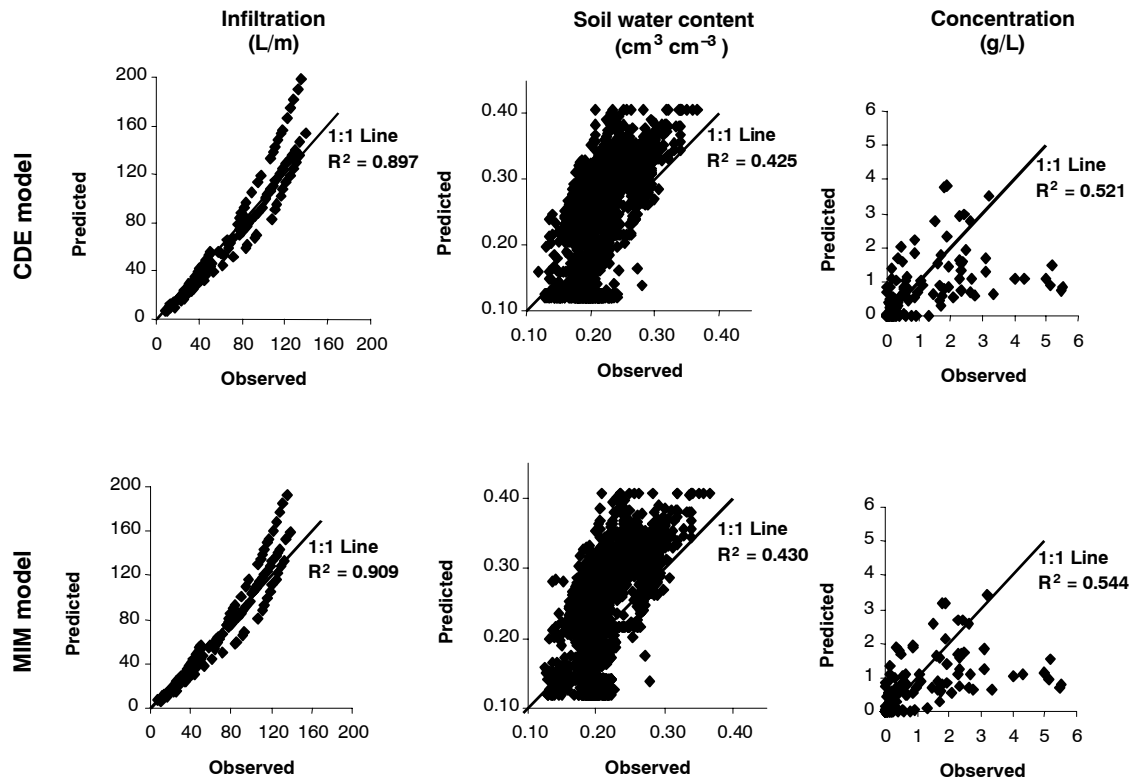 Infiltration
(L/m)
Soil water content
(cm³ cm⁻³ )
Concentration
(g/L)
CDE model
Predicted
200
160
120
80
40
0
0 40 80 120 160 200
Observed
1:1 Line
R² = 0.897
Predicted
0.40
0.30
0.20
0.10
0.10 0.20 0.30 0.40
Observed
1:1 Line
R² = 0.425
Predicted
6
5
4
3
2
1
0
0 1 2 3 4 5 6
Observed
1:1 Line
R² = 0.521
MIM model
Predicted
200
160
120
80
40
0
0 40 80 120 160 200
Observed
1:1 Line
R² = 0.909
Predicted
0.40
0.30
0.20
0.10
0.10 0.20 0.30 0.40
Observed
1:1 Line
R² = 0.430
Predicted
6
5
4
3
2
1
0
0 1 2 3 4 5 6
Observed
1:1 Line
R² = 0.544